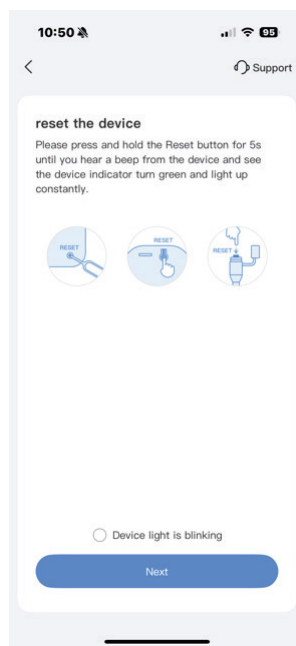 10:50
95
Support
reset the device
Please press and hold the Reset button for 5s
until you hear a beep from the device and see
the device indicator turn green and light up
constantly.
RESET
RESET
RESET
Device light is blinking
Next